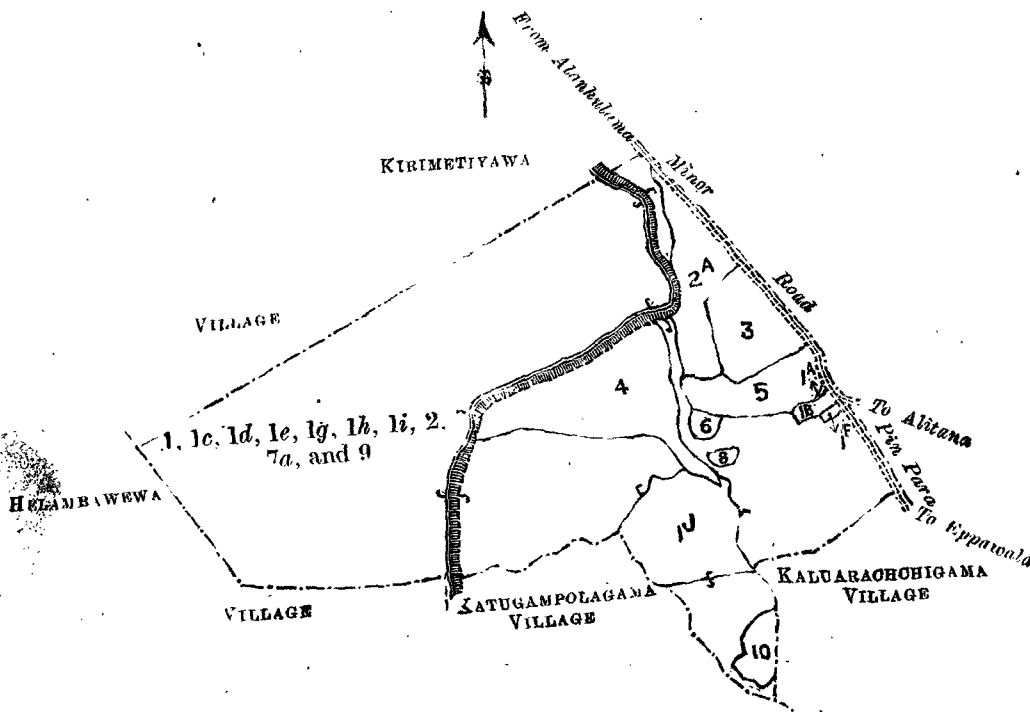 From Alankulama
Minor
Road
KIRIMETIYAWA
VILLAGE
2A
3
4
5
1A
1B
6
8
1, 1c, 1d, 1e, 1g, 1h, 1i, 2.
7a, and 9
To Alitana
Pin Para
To Eppawala
HELAMBAWEWA
VILLAGE
1J
KATUGAMPOLAGAMA
VILLAGE
KALUARACHCHIGAMA
VILLAGE
10